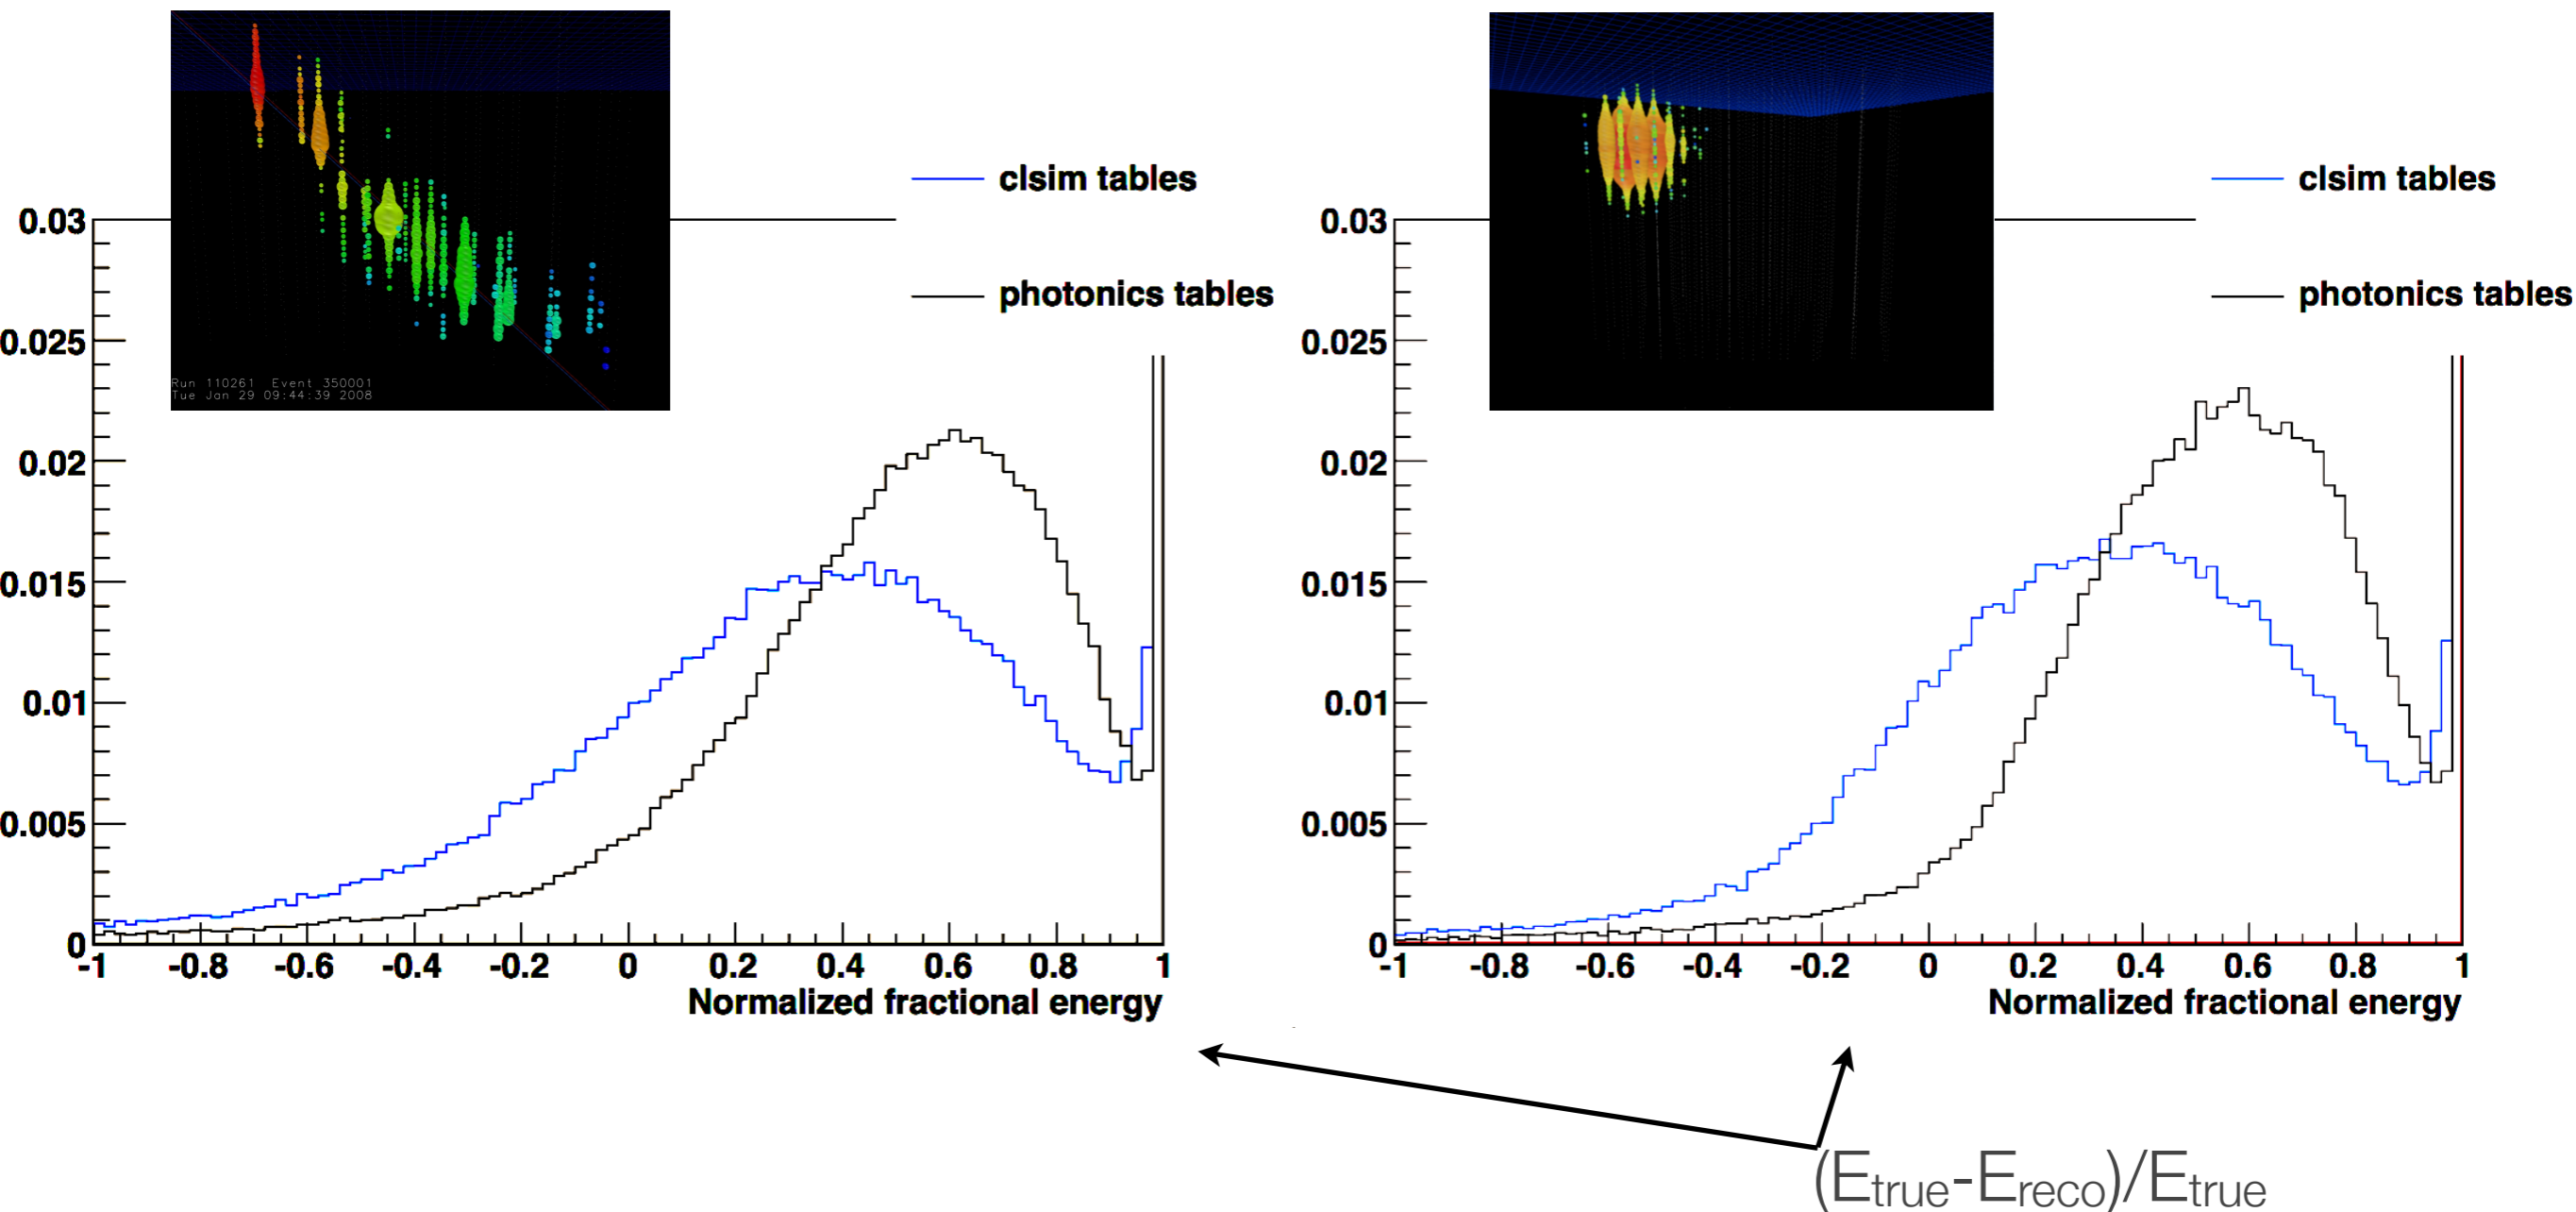 Run 110261 Event 350001
Tue Jan 29 09:44:39 2008
clsim tables
photonics tables
0.03
0.025
0.02
0.015
0.01
0.005
0
-1 -0.8 -0.6 -0.4 -0.2 0 0.2 0.4 0.6 0.8 1
Normalized fractional energy
clsim tables
photonics tables
0.03
0.025
0.02
0.015
0.01
0.005
0
-1 -0.8 -0.6 -0.4 -0.2 0 0.2 0.4 0.6 0.8 1
Normalized fractional energy
(Etrue-Ereco)/Etrue